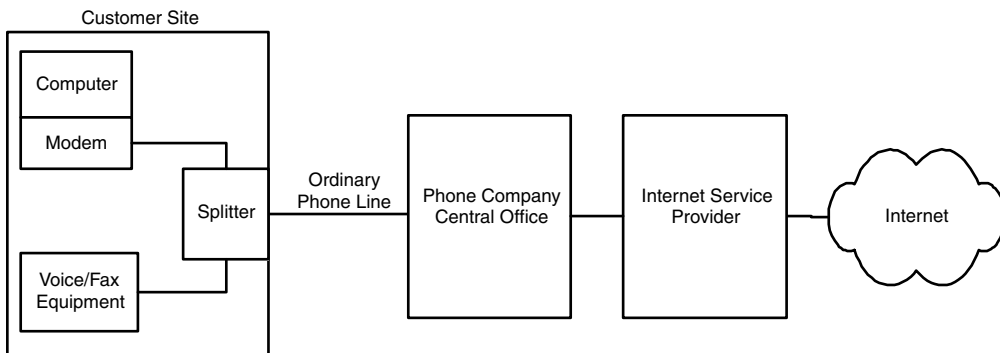 Customer Site
Computer
Modem
Splitter
Voice/Fax
Equipment
Ordinary
Phone Line
Phone Company
Central Office
Internet Service
Provider
Internet